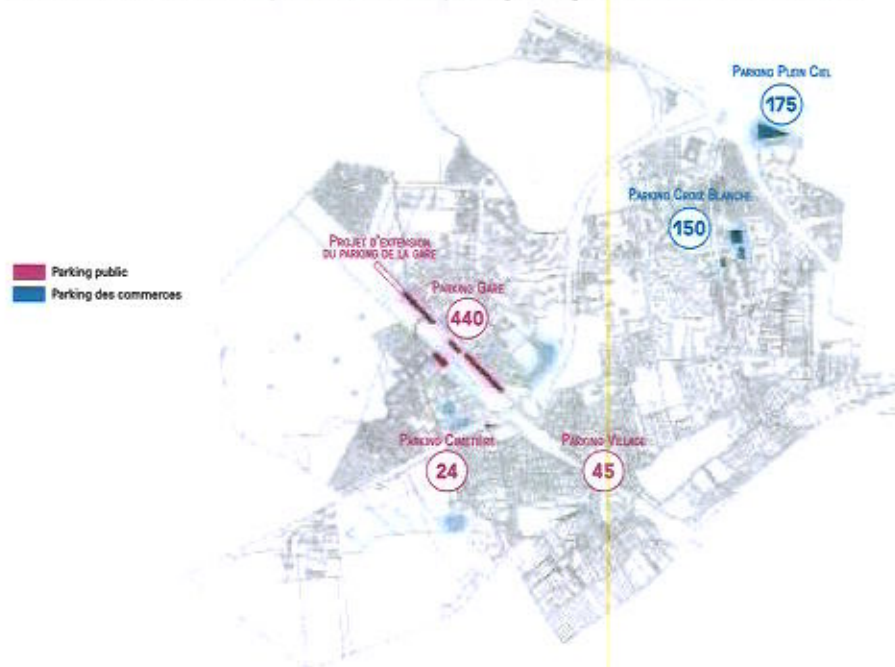 PARKING PLEIN CIEL
175
PARKING CROIX BLANCHE
150
PROJET D'EXTENSION
DU PARKING DE LA GARE
Parking public
Parking des commerces
PARKING GARE
440
PARKING CIMETIÈRE
24
PARKING VILLAGE
45